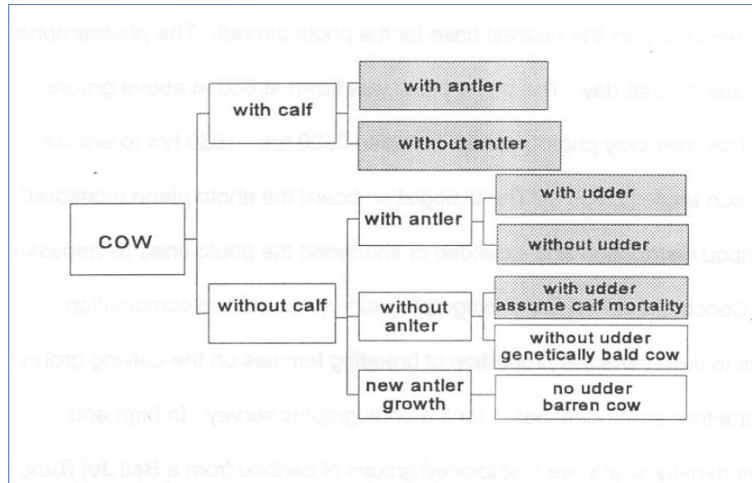 with calf
with antler
without antler
COW
with antler
with udder
without udder
without calf
without
anlter
with udder
assume calf mortality
without udder
genetically bald cow
new antler
growth
no udder
barren cow